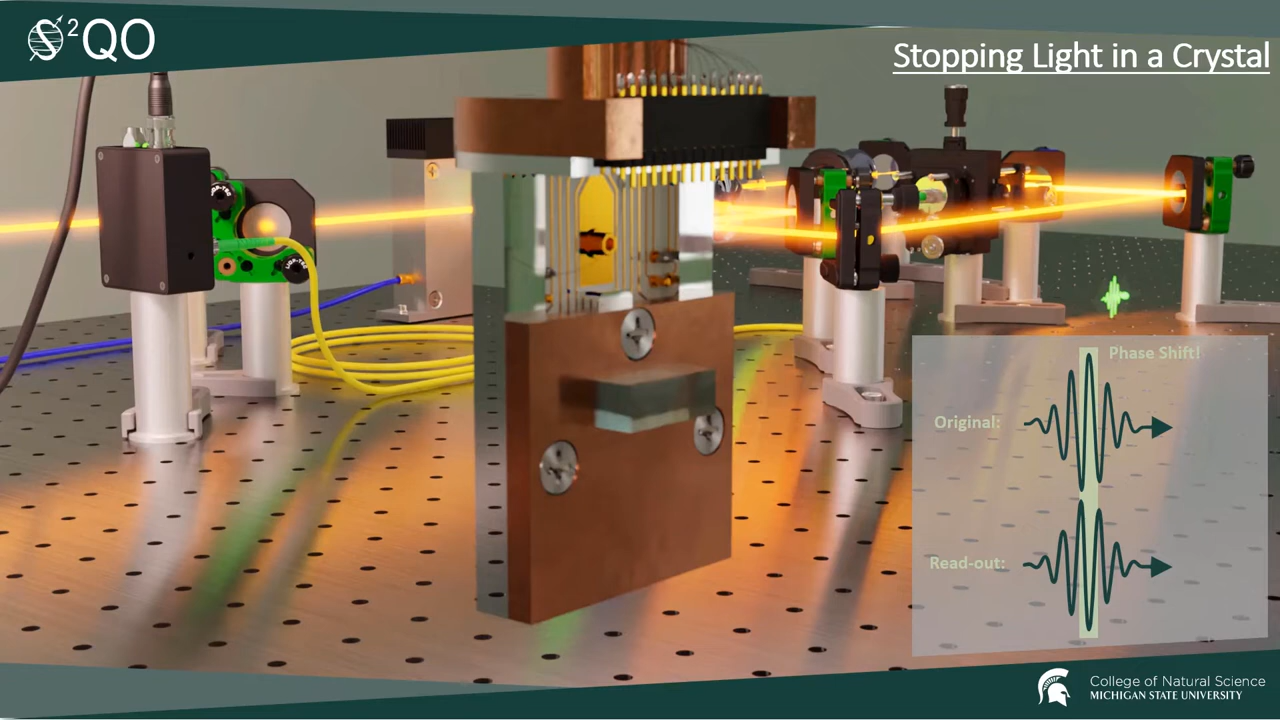 S²QO
Stopping Light in a Crystal
Phase Shift!
Original:
Read-out:
College of Natural Science
MICHIGAN STATE UNIVERSITY